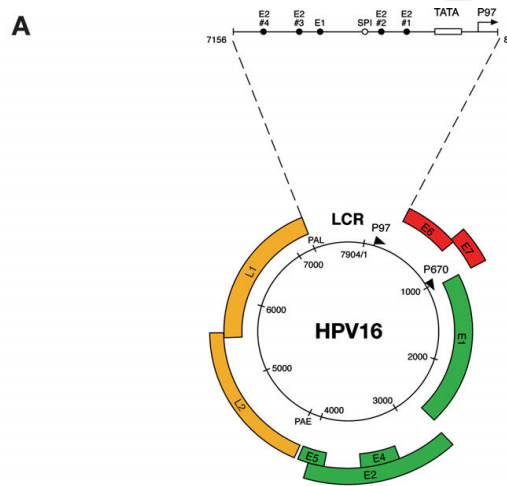 A
E2 #4
E2 #3
E1
SPI
E2 #2
E2 #1
TATA
P97
7156
8
LCR
P97
PAL
7904/1
7000
E6
E7
P670
1000
L1
6000
HPV16
E1
2000
5000
L2
3000
4000
PAE
E5
E4
E2